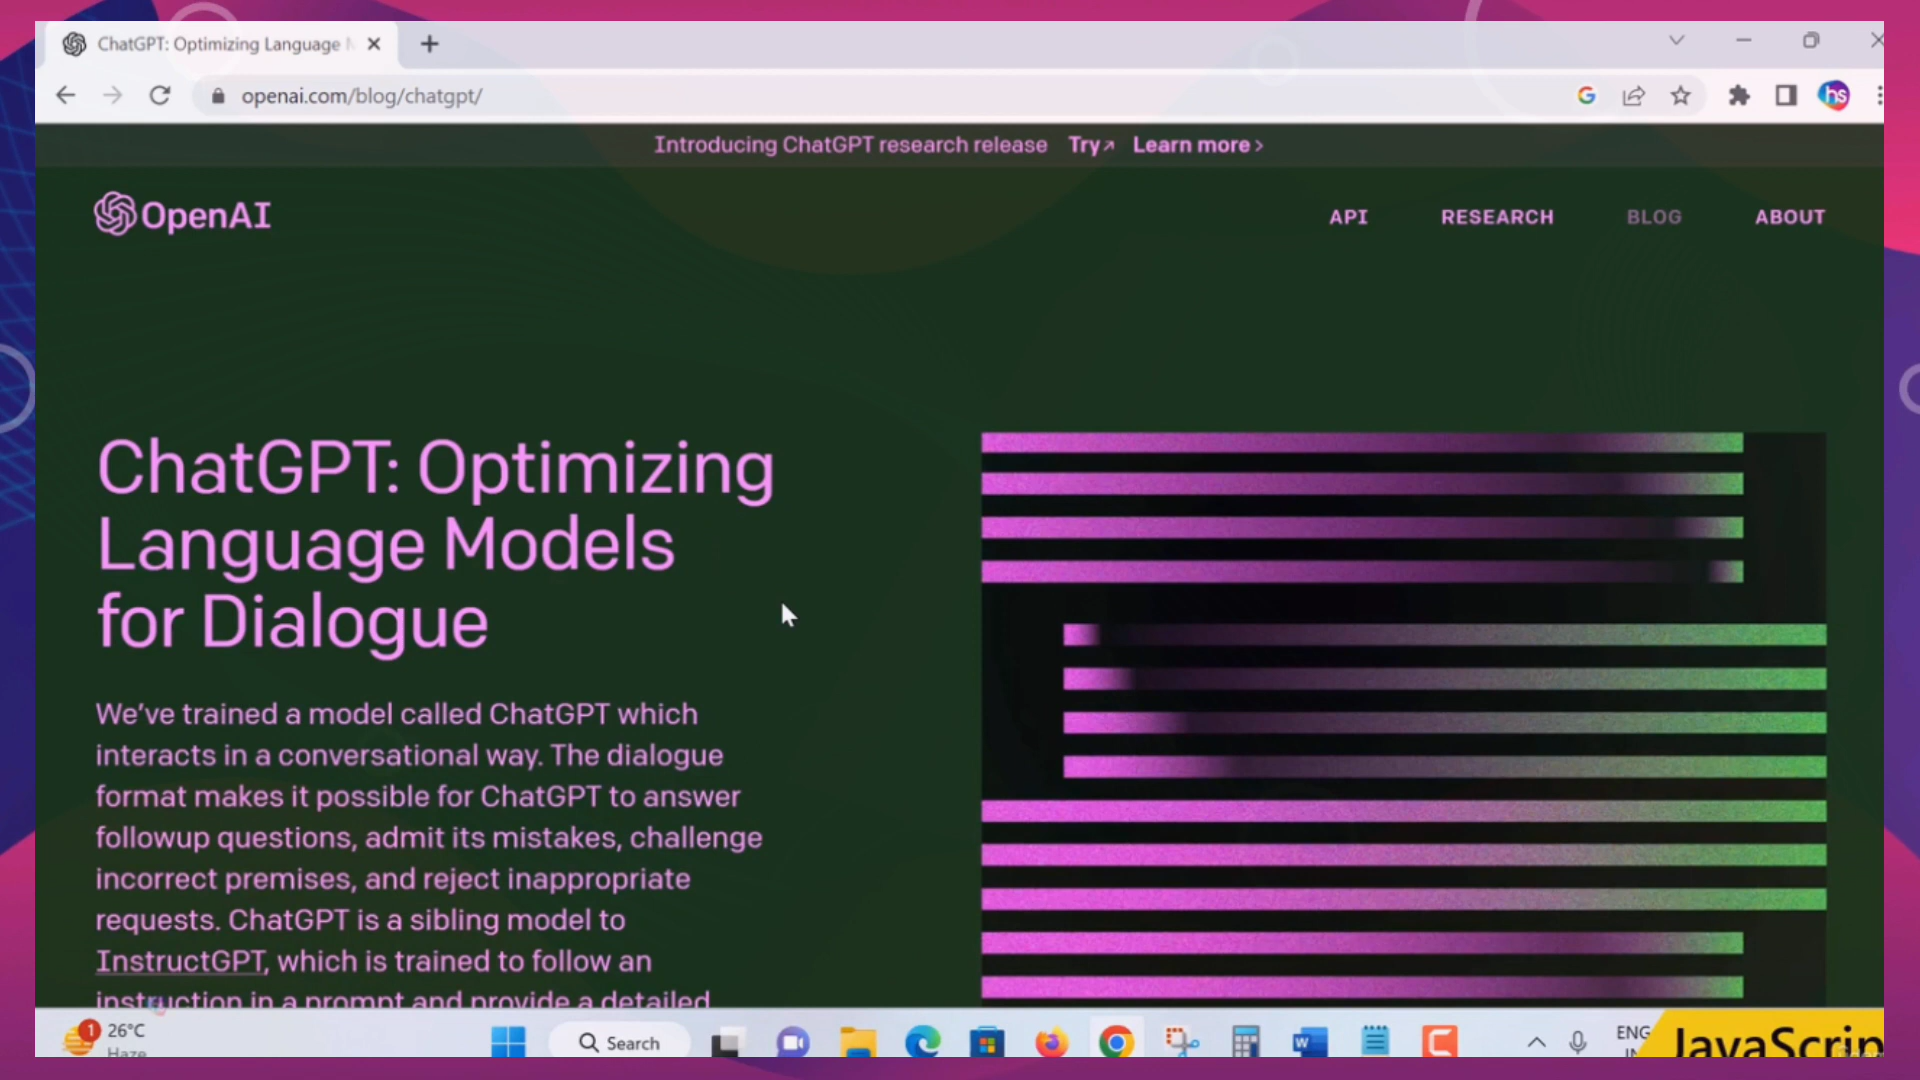 ChatGPT: Optimizing Language
openai.com/blog/chatgpt/
hs
Introducing ChatGPT research release Try↗ Learn more >
OpenAI
API RESEARCH BLOG ABOUT
ChatGPT: Optimizing
Language Models
for Dialogue
We've trained a model called ChatGPT which
interacts in a conversational way. The dialogue
format makes it possible for ChatGPT to answer
followup questions, admit its mistakes, challenge
incorrect premises, and reject inappropriate
requests. ChatGPT is a sibling model to
InstructGPT, which is trained to follow an
instruction in a prompt and provide a detailed
1
26°C
Haze
Search
ENG
JavaScrip